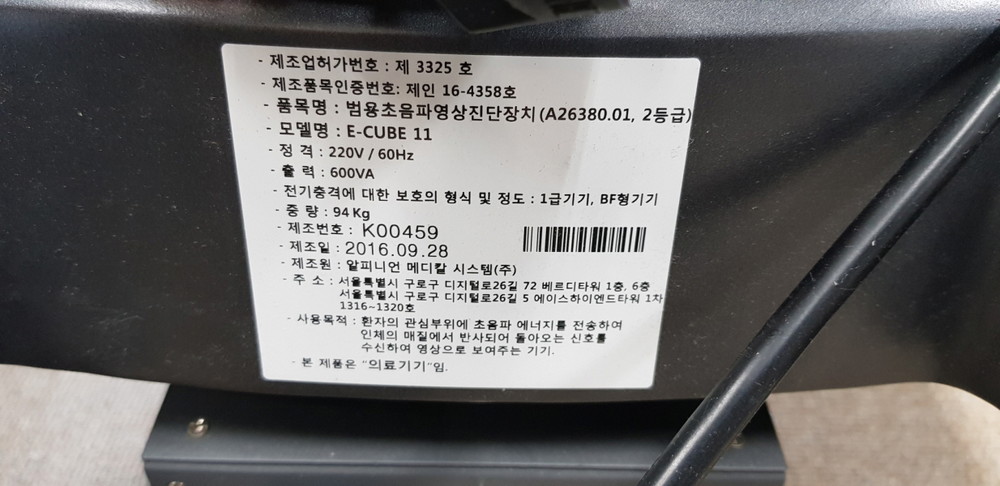 - 제조업허가번호 : 제 3325 호
- 제조품목인증번호: 제인 16-4358호
- 품목명 : 범용초음파영상진단장치(A26380.01, 2등급)
- 모델명 : E-CUBE 11
- 정 격 : 220V / 60Hz
- 출 력 : 600VA
- 전기충격에 대한 보호의 형식 및 정도 : 1급기기, BF형기기
- 중 량 : 94 Kg
- 제조번호 : K00459
- 제조일 : 2016.09.28
- 제조원 : 알피니언 메디칼 시스템(주)
- 주 소 : 서울특별시 구로구 디지털로26길 72 베르디타워 1층, 6층
서울특별시 구로구 디지털로26길 5 에이스하이엔드타워 1차
1316~1320호
- 사용목적 : 환자의 관심부위에 초음파 에너지를 전송하여
인체의 매질에서 반사되어 돌아오는 신호를
수신하여 영상으로 보여주는 기기.
- 본 제품은 "의료기기"임.